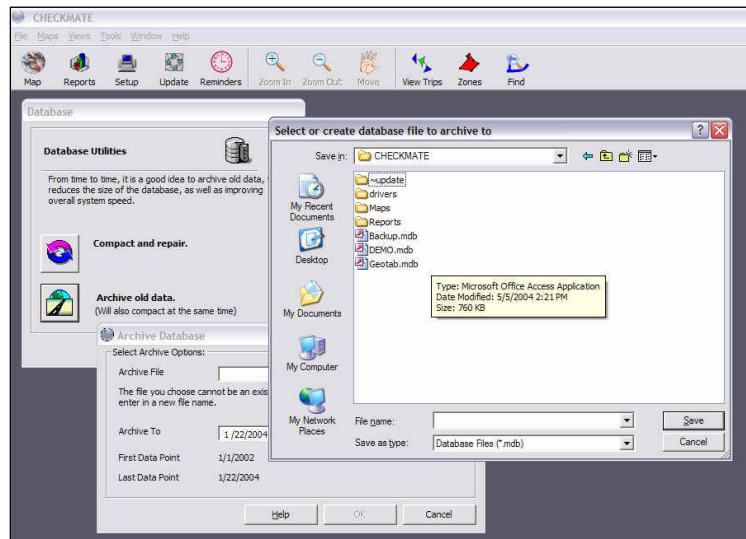 CHECKMATE
File Maps Views Tools Window Help
Map Reports Setup Update Reminders Zoom In Zoom Out Move View Trips Zones Find
Database
Database Utilities
From time to time, it is a good idea to archive old data,
reduces the size of the database, as well as improving
overall system speed.
Compact and repair.
Archive old data.
(Will also compact at the same time)
Archive Database
Select Archive Options:
Archive File
The file you choose cannot be an exis
enter in a new file name.
Archive To
1/22/2004
First Data Point 1/1/2002
Last Data Point 1/22/2004
Help OK Cancel
Select or create database file to archive to
Save in: CHECKMATE
My Recent
Documents
Desktop
My Documents
My Computer
My Network
Places
~update
drivers
Maps
Reports
Backup.mdb
DEMO.mdb
Geotab.mdb
Type: Microsoft Office Access Application
Date Modified: 5/5/2004 2:21 PM
Size: 760 KB
File name:
Save
Save as type: Database Files (*.mdb)
Cancel